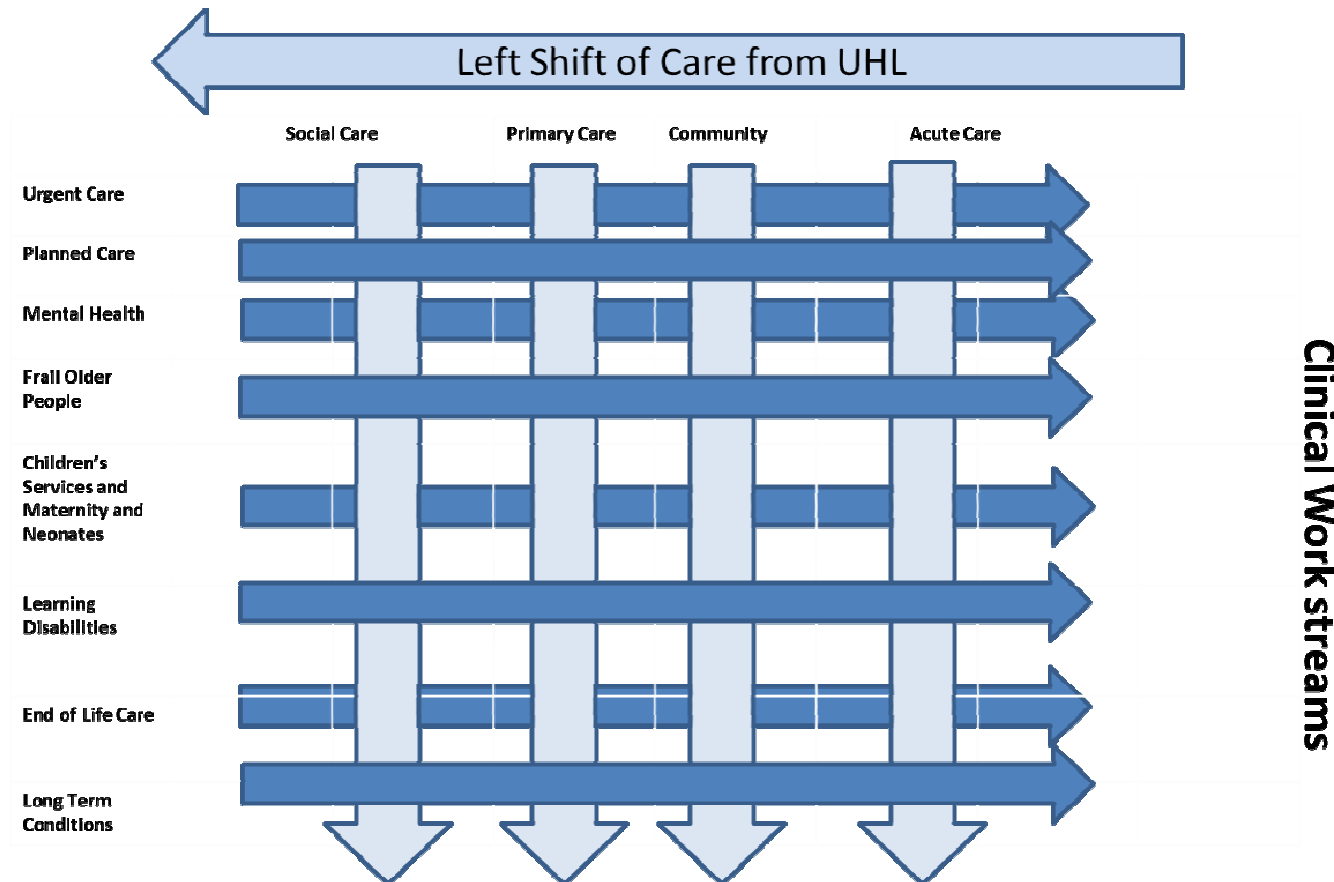 Left Shift of Care from UHL
Social Care Primary Care Community Acute Care
Urgent Care
Planned Care
Mental Health
Frail Older
People
Children's
Services and
Maternity and
Neonates
Learning
Disabilities
End of Life Care
Long Term
Conditions
Clinical Work streams